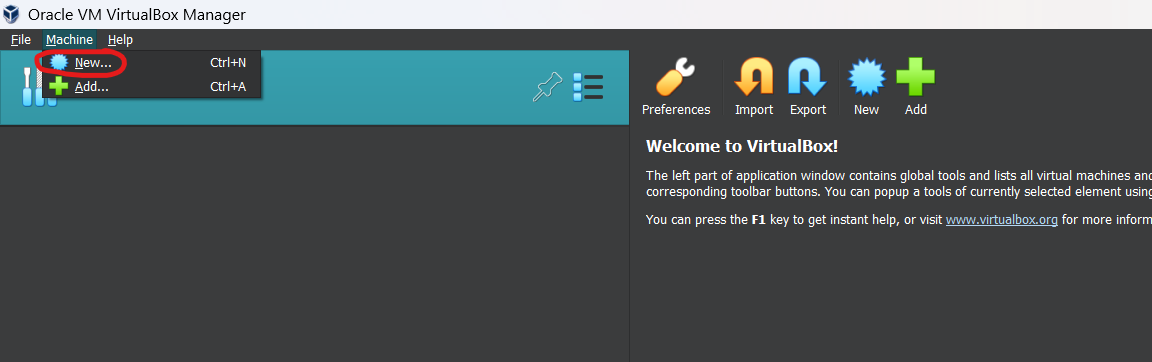 Oracle VM VirtualBox Manager
File Machine Help
New... Ctrl+N
Add... Ctrl+A
Preferences Import Export New Add
Welcome to VirtualBox!
The left part of application window contains global tools and lists all virtual machines and
corresponding toolbar buttons. You can popup a tools of currently selected element using
You can press the F1 key to get instant help, or visit www.virtualbox.org for more inform